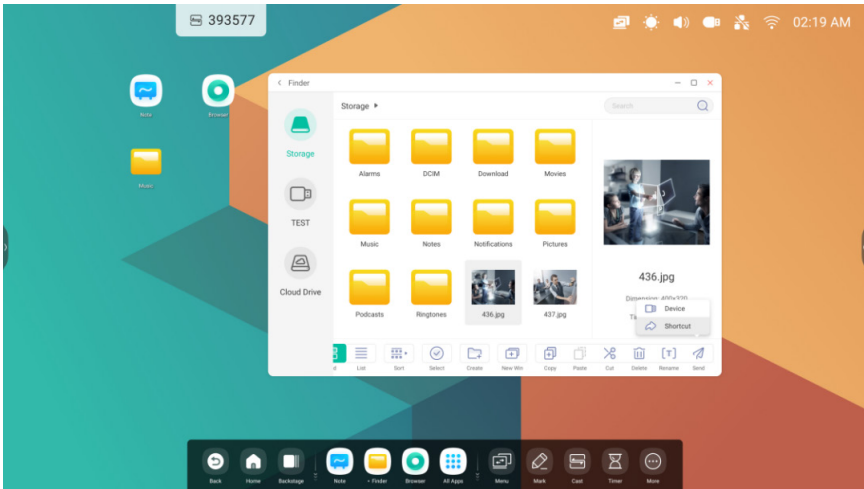 393577
02:19 AM
Note
Browser
Music
Finder
Storage
Search
Storage
TEST
Cloud Drive
Alarms
DCIM
Download
Movies
Music
Notes
Notifications
Pictures
Podcasts
Ringtones
436.jpg
437.jpg
436.jpg
Dimension: 400x320
Device
Shortcut
List
Sort
Select
Create
New Win
Copy
Paste
Cut
Delete
Rename
Send
Back
Home
Backstage
Note
• Finder
Browser
All Apps
Menu
Mark
Cast
Timer
More